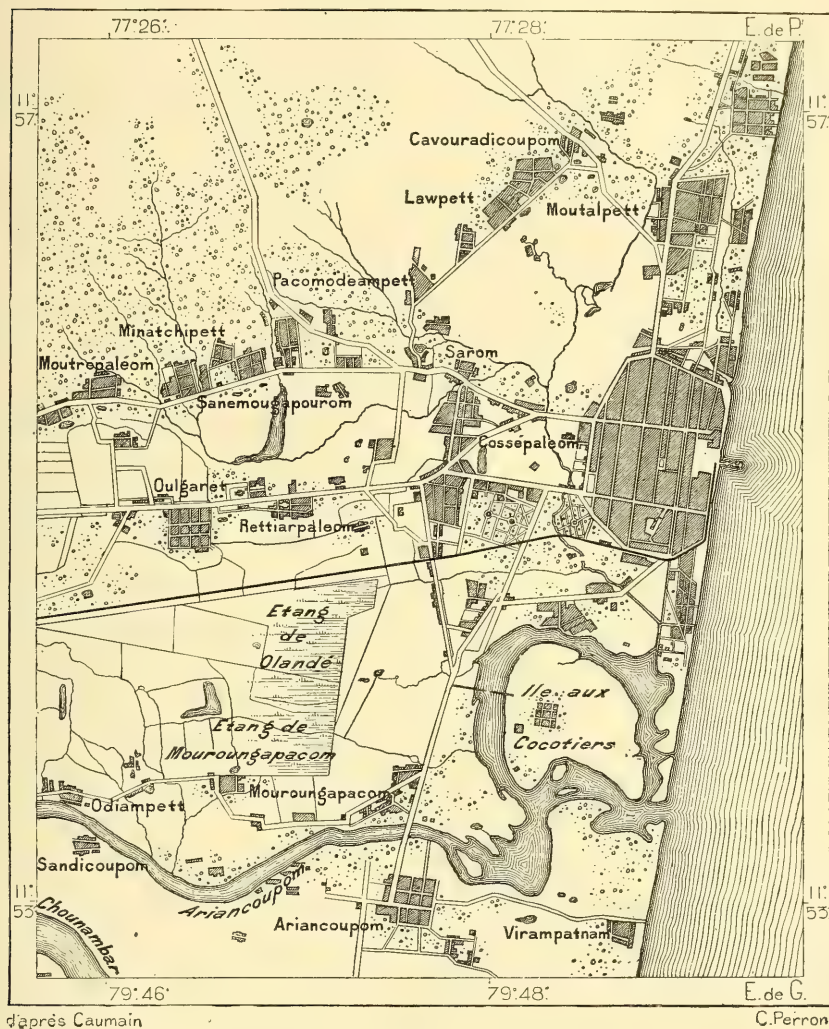 77°26'
77°28'
E. de P.
11°
57'
11°
57'
Cavouradicoupom
Lawpett
Moutalpett
Pacomodeampett
Minatchipett
Sarom
Moutrepaléom
Sanemougapourom
Cossépaléom
Oulgaret
Rettiarpaleom
Etang
de
Olandé
Ile aux
Cocotiers
Etang de
Mouroungapacom
Mouroungapacom
Odiampett
Sandicoupom
Ariancoupom
11°
53'
11°
53'
Chounambar
Ariancoupom
Virampatnam
79°46'
79°48'
E. de G.
d'après Caumain
C. Perron